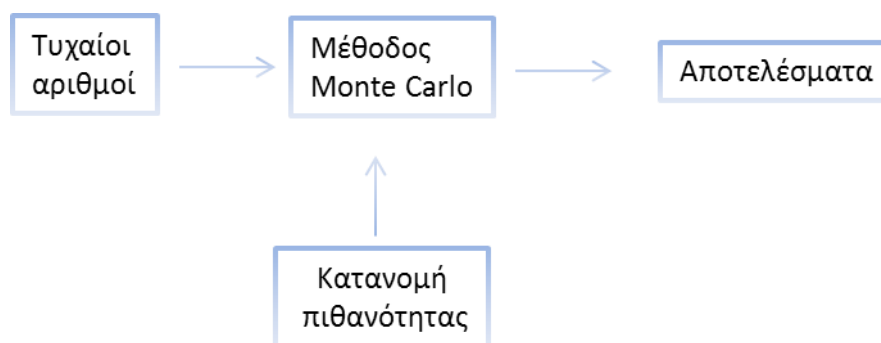 Τυχαίοι
αριθμοί
Μέθοδος
Monte Carlo
Αποτελέσματα
Κατανομή
πιθανότητας